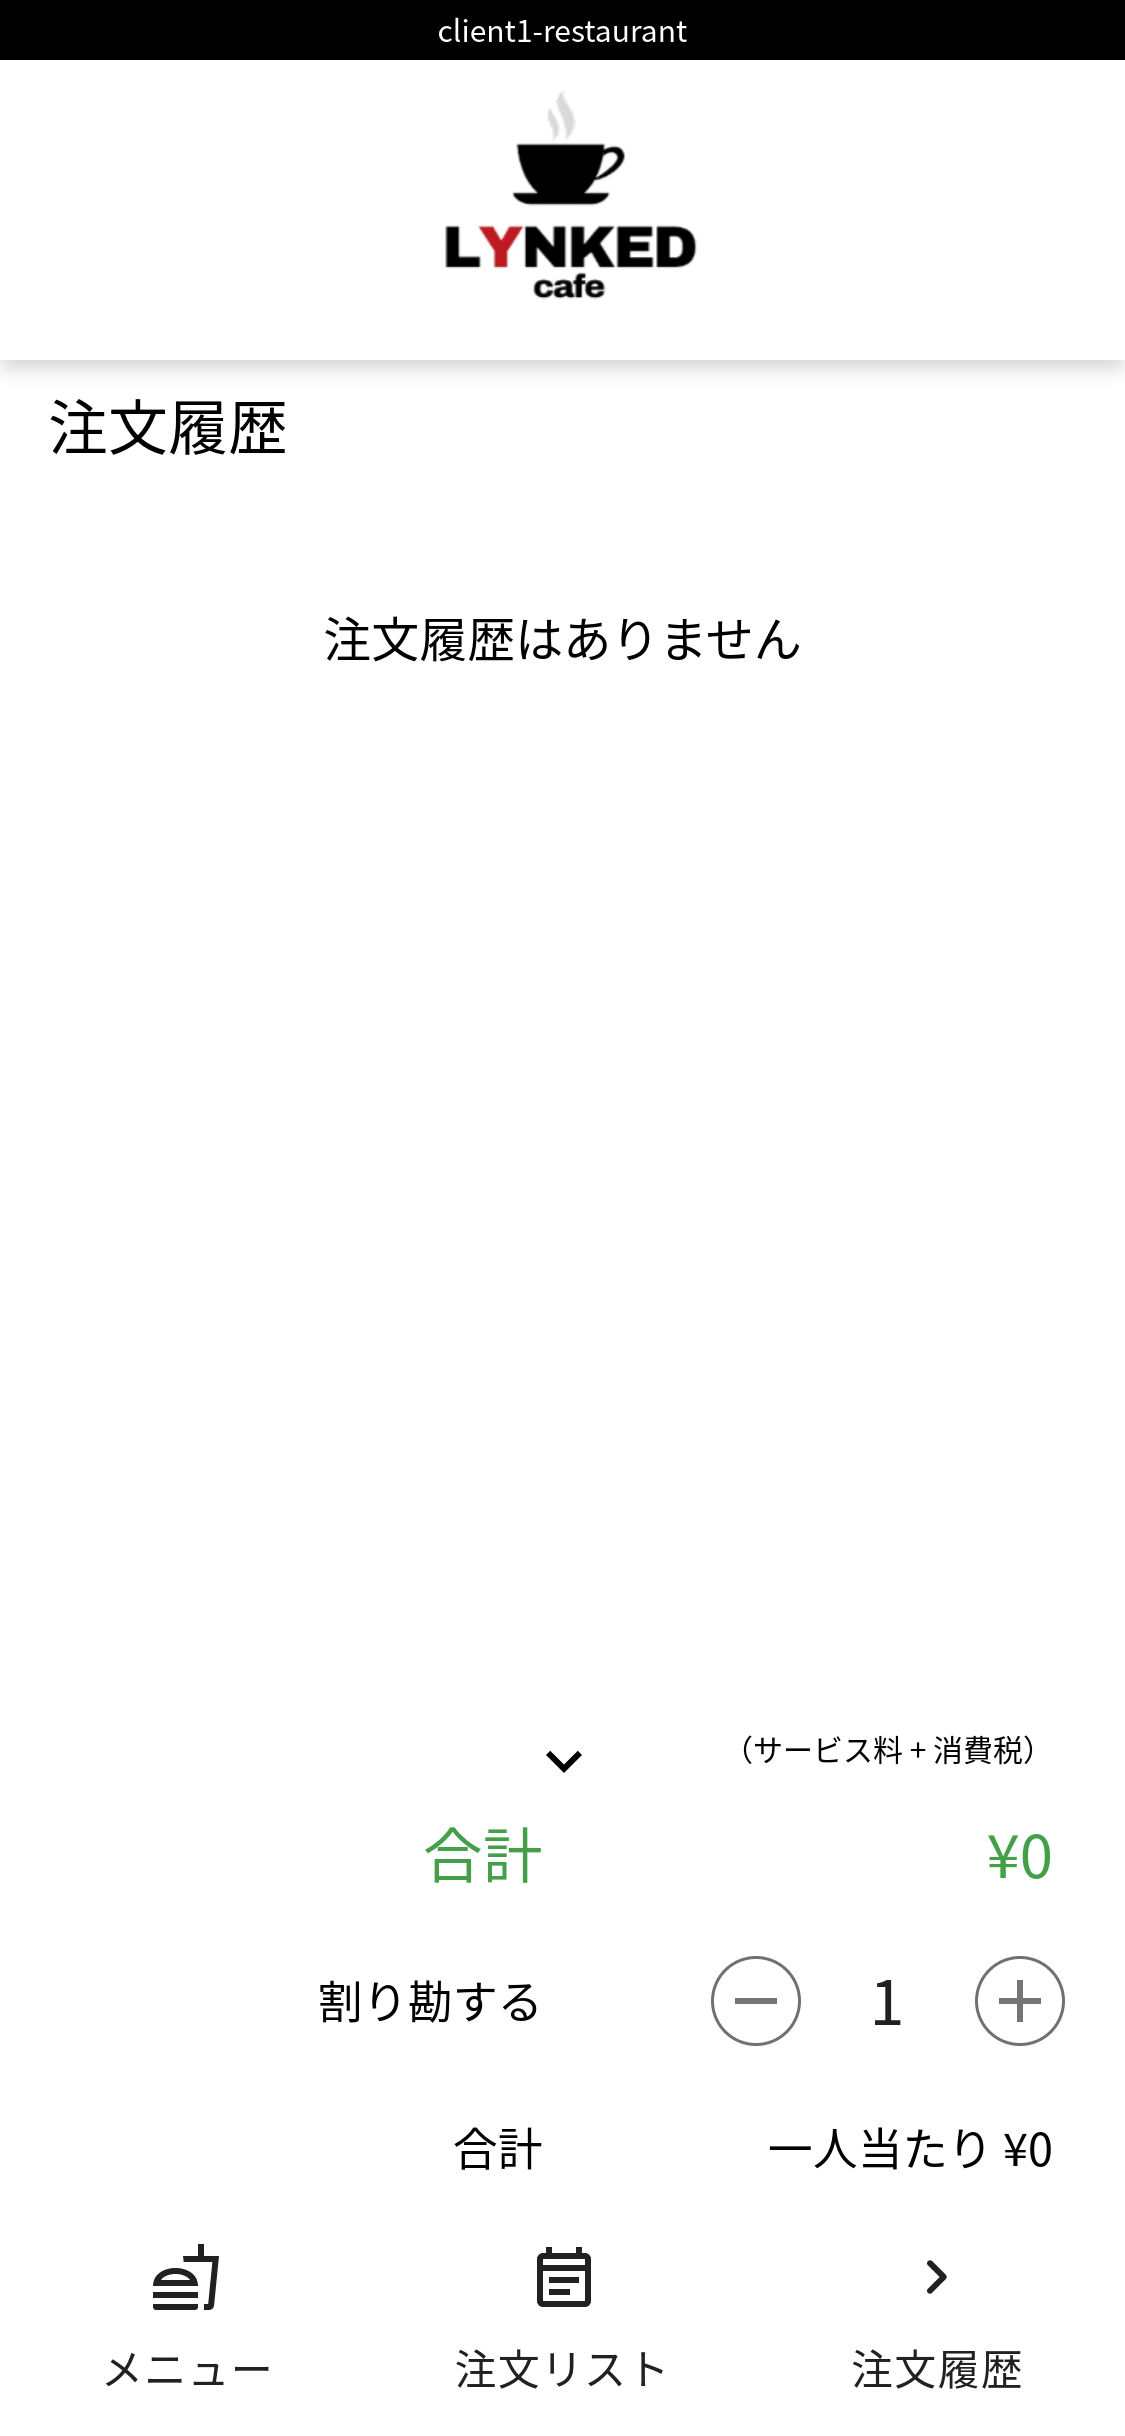 client1-restaurant
LYNKED
cafe
注文履歴
注文履歴はありません
（サービス料 + 消費税）
合計 ¥0
割り勘する 1
合計 一人当たり ¥0
メニュー 注文リスト 注文履歴